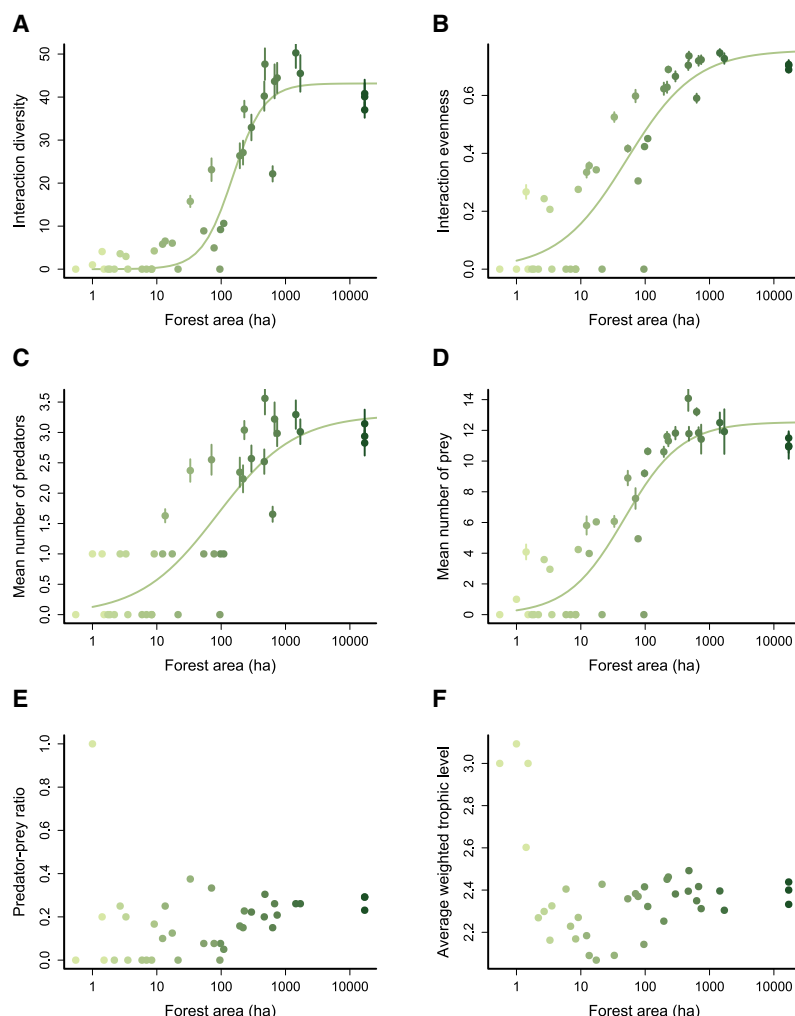 A
Interaction diversity
50
40
30
20
10
0
1 10 100 1000 10000
Forest area (ha)
B
Interaction evenness
0.6
0.4
0.2
0.0
1 10 100 1000 10000
Forest area (ha)
C
Mean number of predators
3.5
3.0
2.5
2.0
1.5
1.0
0.5
0.0
1 10 100 1000 10000
Forest area (ha)
D
Mean number of prey
14
12
10
8
6
4
2
0
1 10 100 1000 10000
Forest area (ha)
E
Predator-prey ratio
1.0
0.8
0.6
0.4
0.2
0.0
1 10 100 1000 10000
Forest area (ha)
F
Average weighted trophic level
3.0
2.8
2.6
2.4
2.2
1 10 100 1000 10000
Forest area (ha)